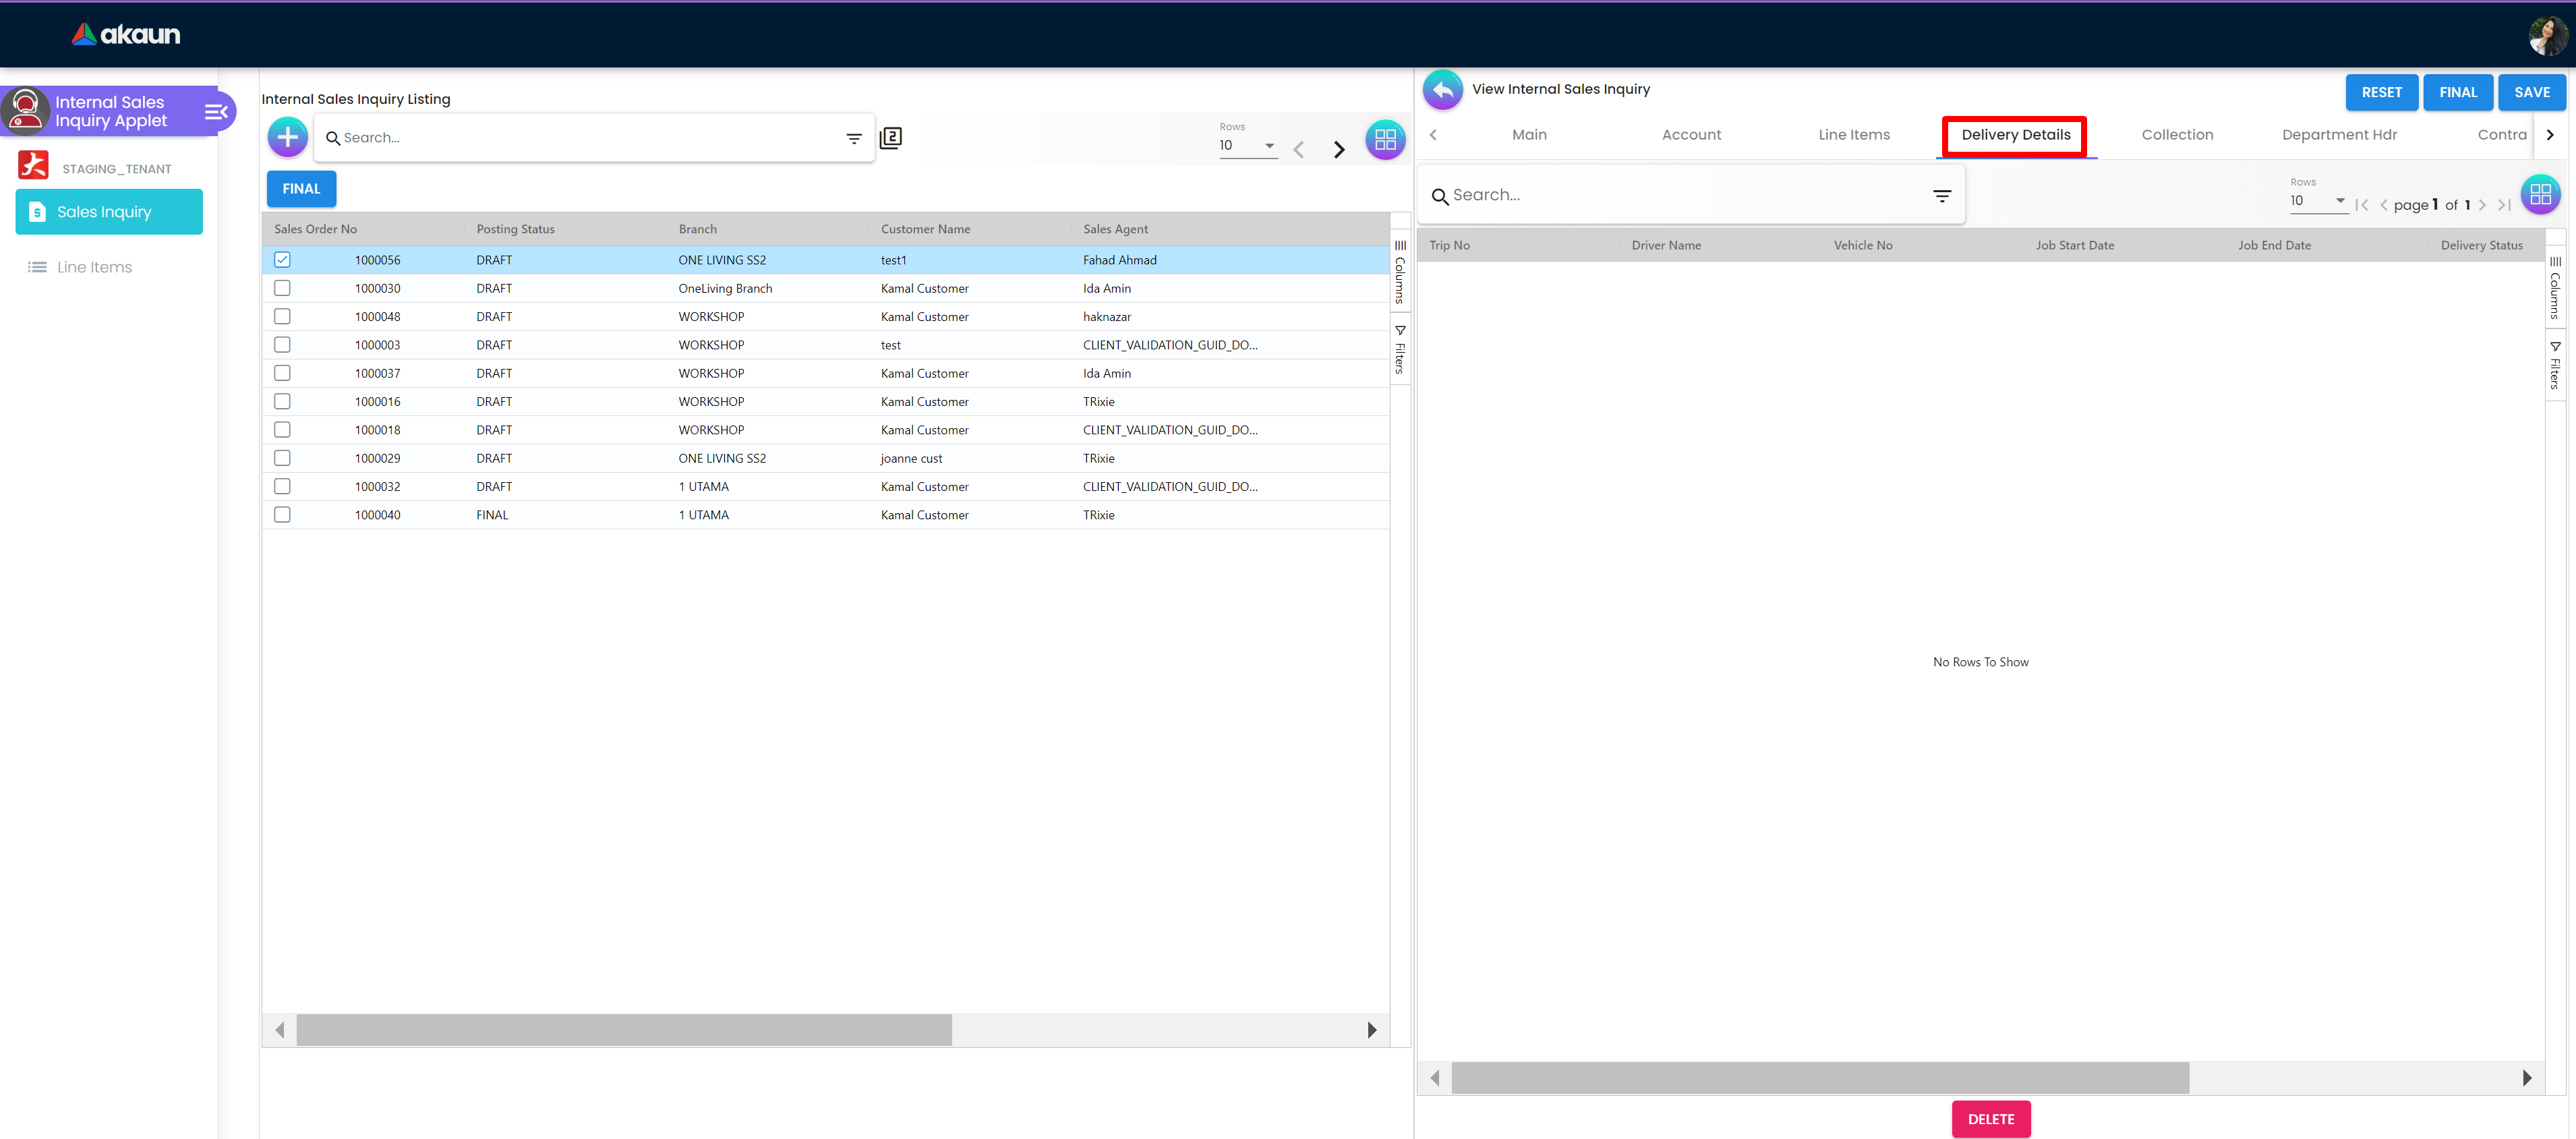 akaun
Internal Sales
Inquiry Applet
STAGING_TENANT
Sales Inquiry
Line Items
Internal Sales Inquiry Listing
Search...
2
Rows
10
FINAL
Sales Order No Posting Status Branch Customer Name Sales Agent
1000056 DRAFT ONE LIVING SS2 test1 Fahad Ahmad
1000030 DRAFT OneLiving Branch Kamal Customer Ida Amin
1000048 DRAFT WORKSHOP Kamal Customer haknazar
1000003 DRAFT WORKSHOP test CLIENT_VALIDATION_GUID_DO...
1000037 DRAFT WORKSHOP Kamal Customer Ida Amin
1000016 DRAFT WORKSHOP Kamal Customer TRixie
1000018 DRAFT WORKSHOP Kamal Customer CLIENT_VALIDATION_GUID_DO...
1000029 DRAFT ONE LIVING SS2 joanne cust TRixie
1000032 DRAFT 1 UTAMA Kamal Customer CLIENT_VALIDATION_GUID_DO...
1000040 FINAL 1 UTAMA Kamal Customer TRixie
Columns
Filters
View Internal Sales Inquiry
RESET FINAL SAVE
Main Account Line Items Delivery Details Collection Department Hdr Contra
Search...
Rows
10
page 1 of 1
Trip No Driver Name Vehicle No Job Start Date Job End Date Delivery Status
Columns
Filters
No Rows To Show
DELETE